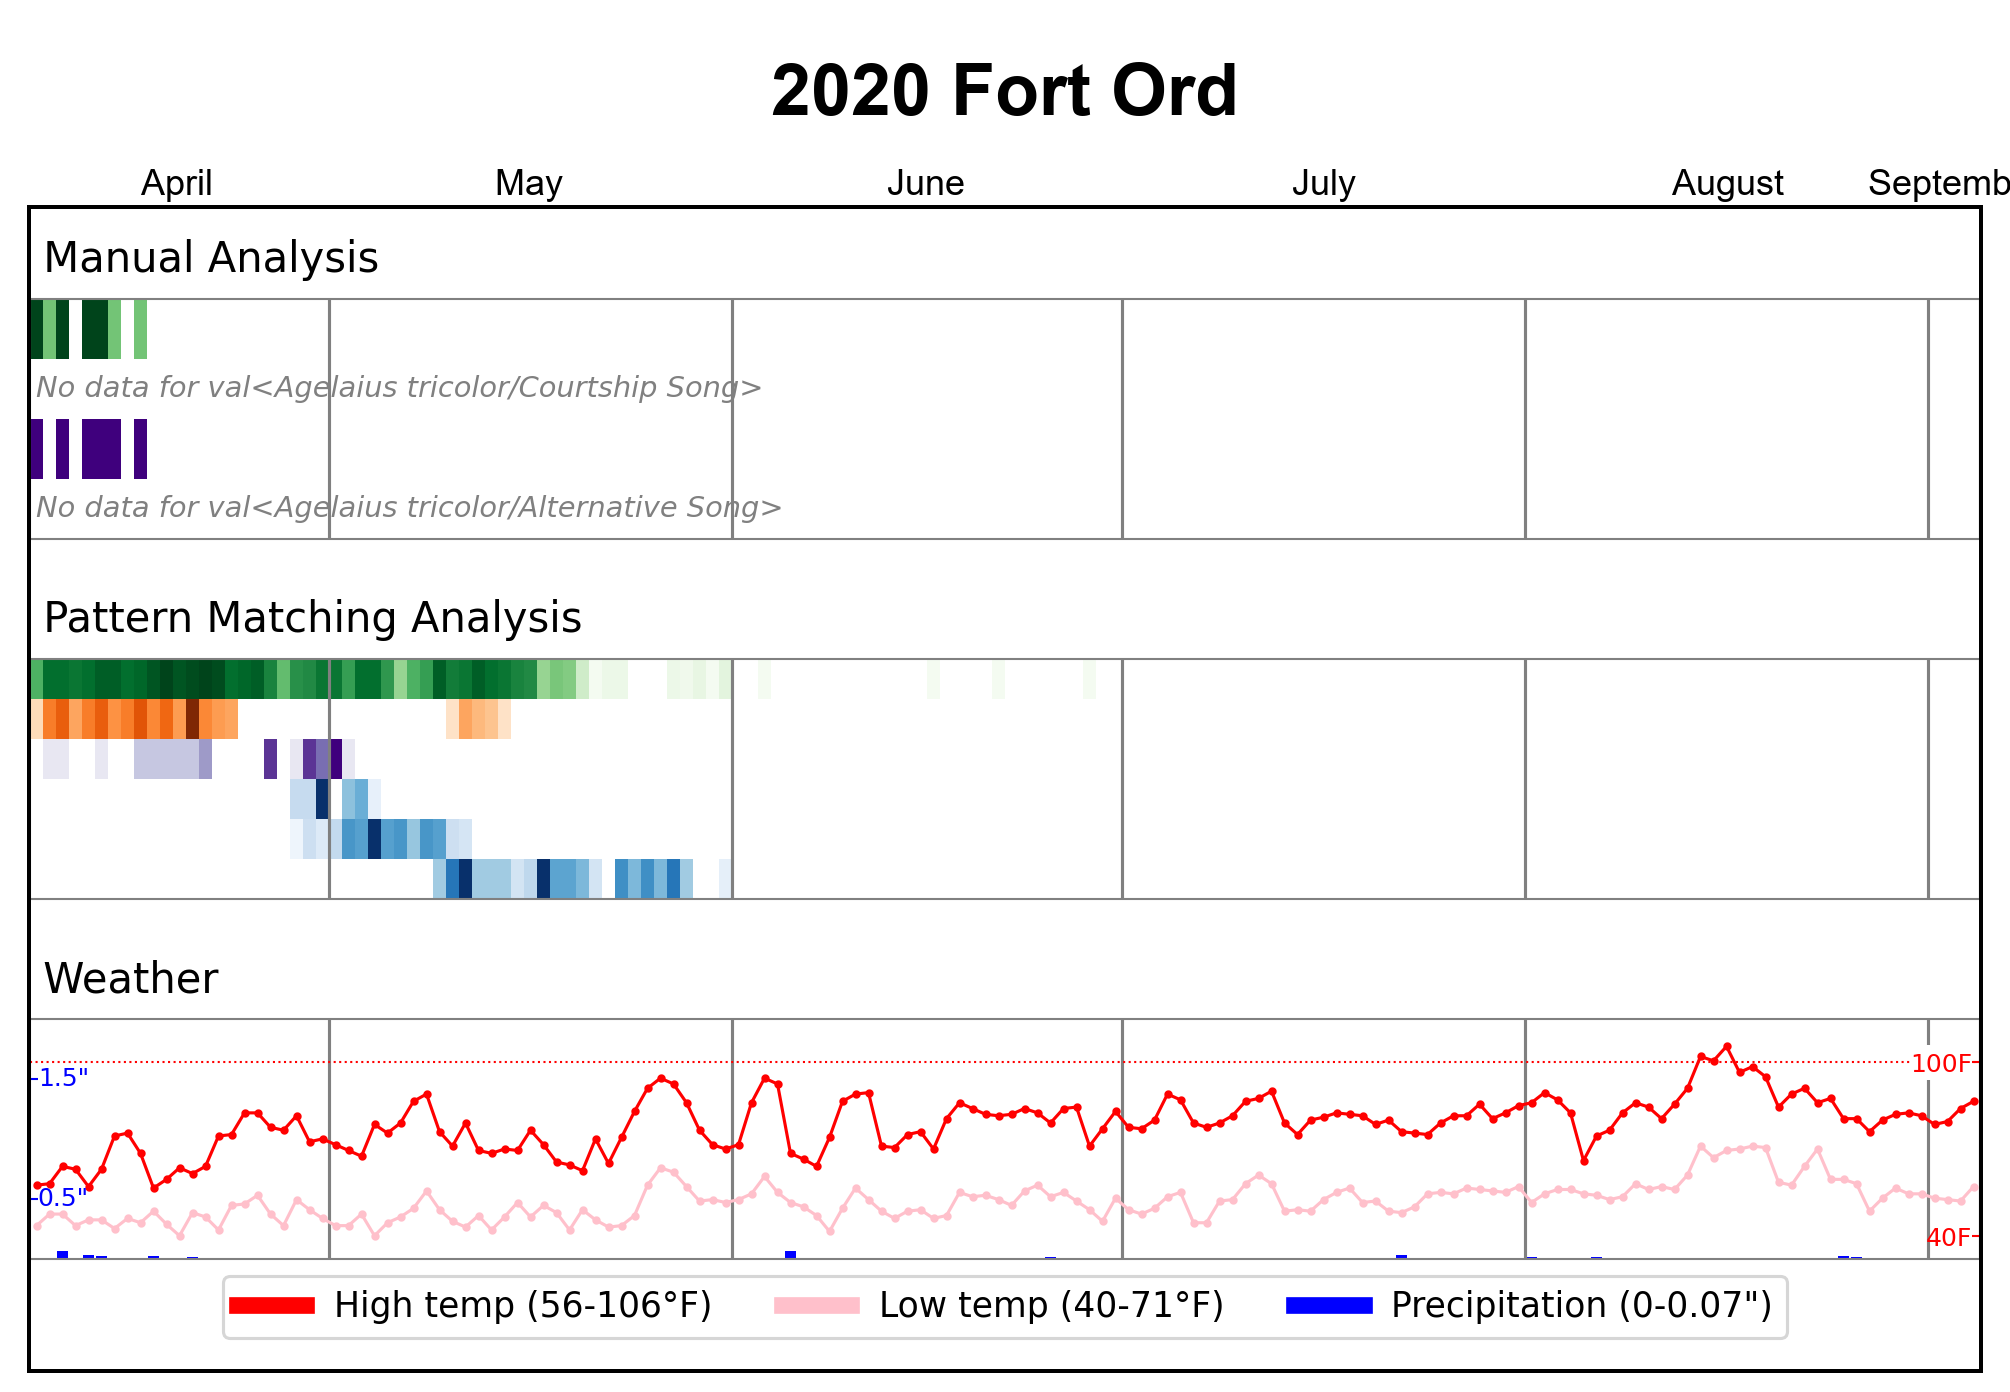 2020 Fort Ord
April May June July August Septemb
Manual Analysis
No data for val<Agelaius tricolor/Courtship Song>
No data for val<Agelaius tricolor/Alternative Song>
Pattern Matching Analysis
Weather
100F
1.5"
0.5"
40F
High temp (56-106°F) Low temp (40-71°F) Precipitation (0-0.07")